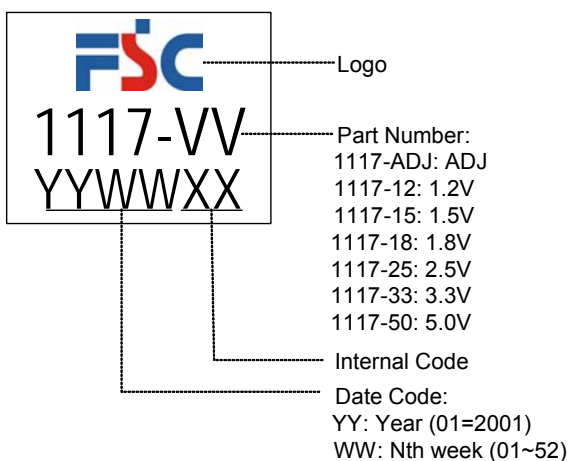 FSC
Logo
1117-VV
Part Number:
1117-ADJ: ADJ
1117-12: 1.2V
1117-15: 1.5V
1117-18: 1.8V
1117-25: 2.5V
1117-33: 3.3V
1117-50: 5.0V
YYWWXX
Internal Code
Date Code:
YY: Year (01=2001)
WW: Nth week (01~52)